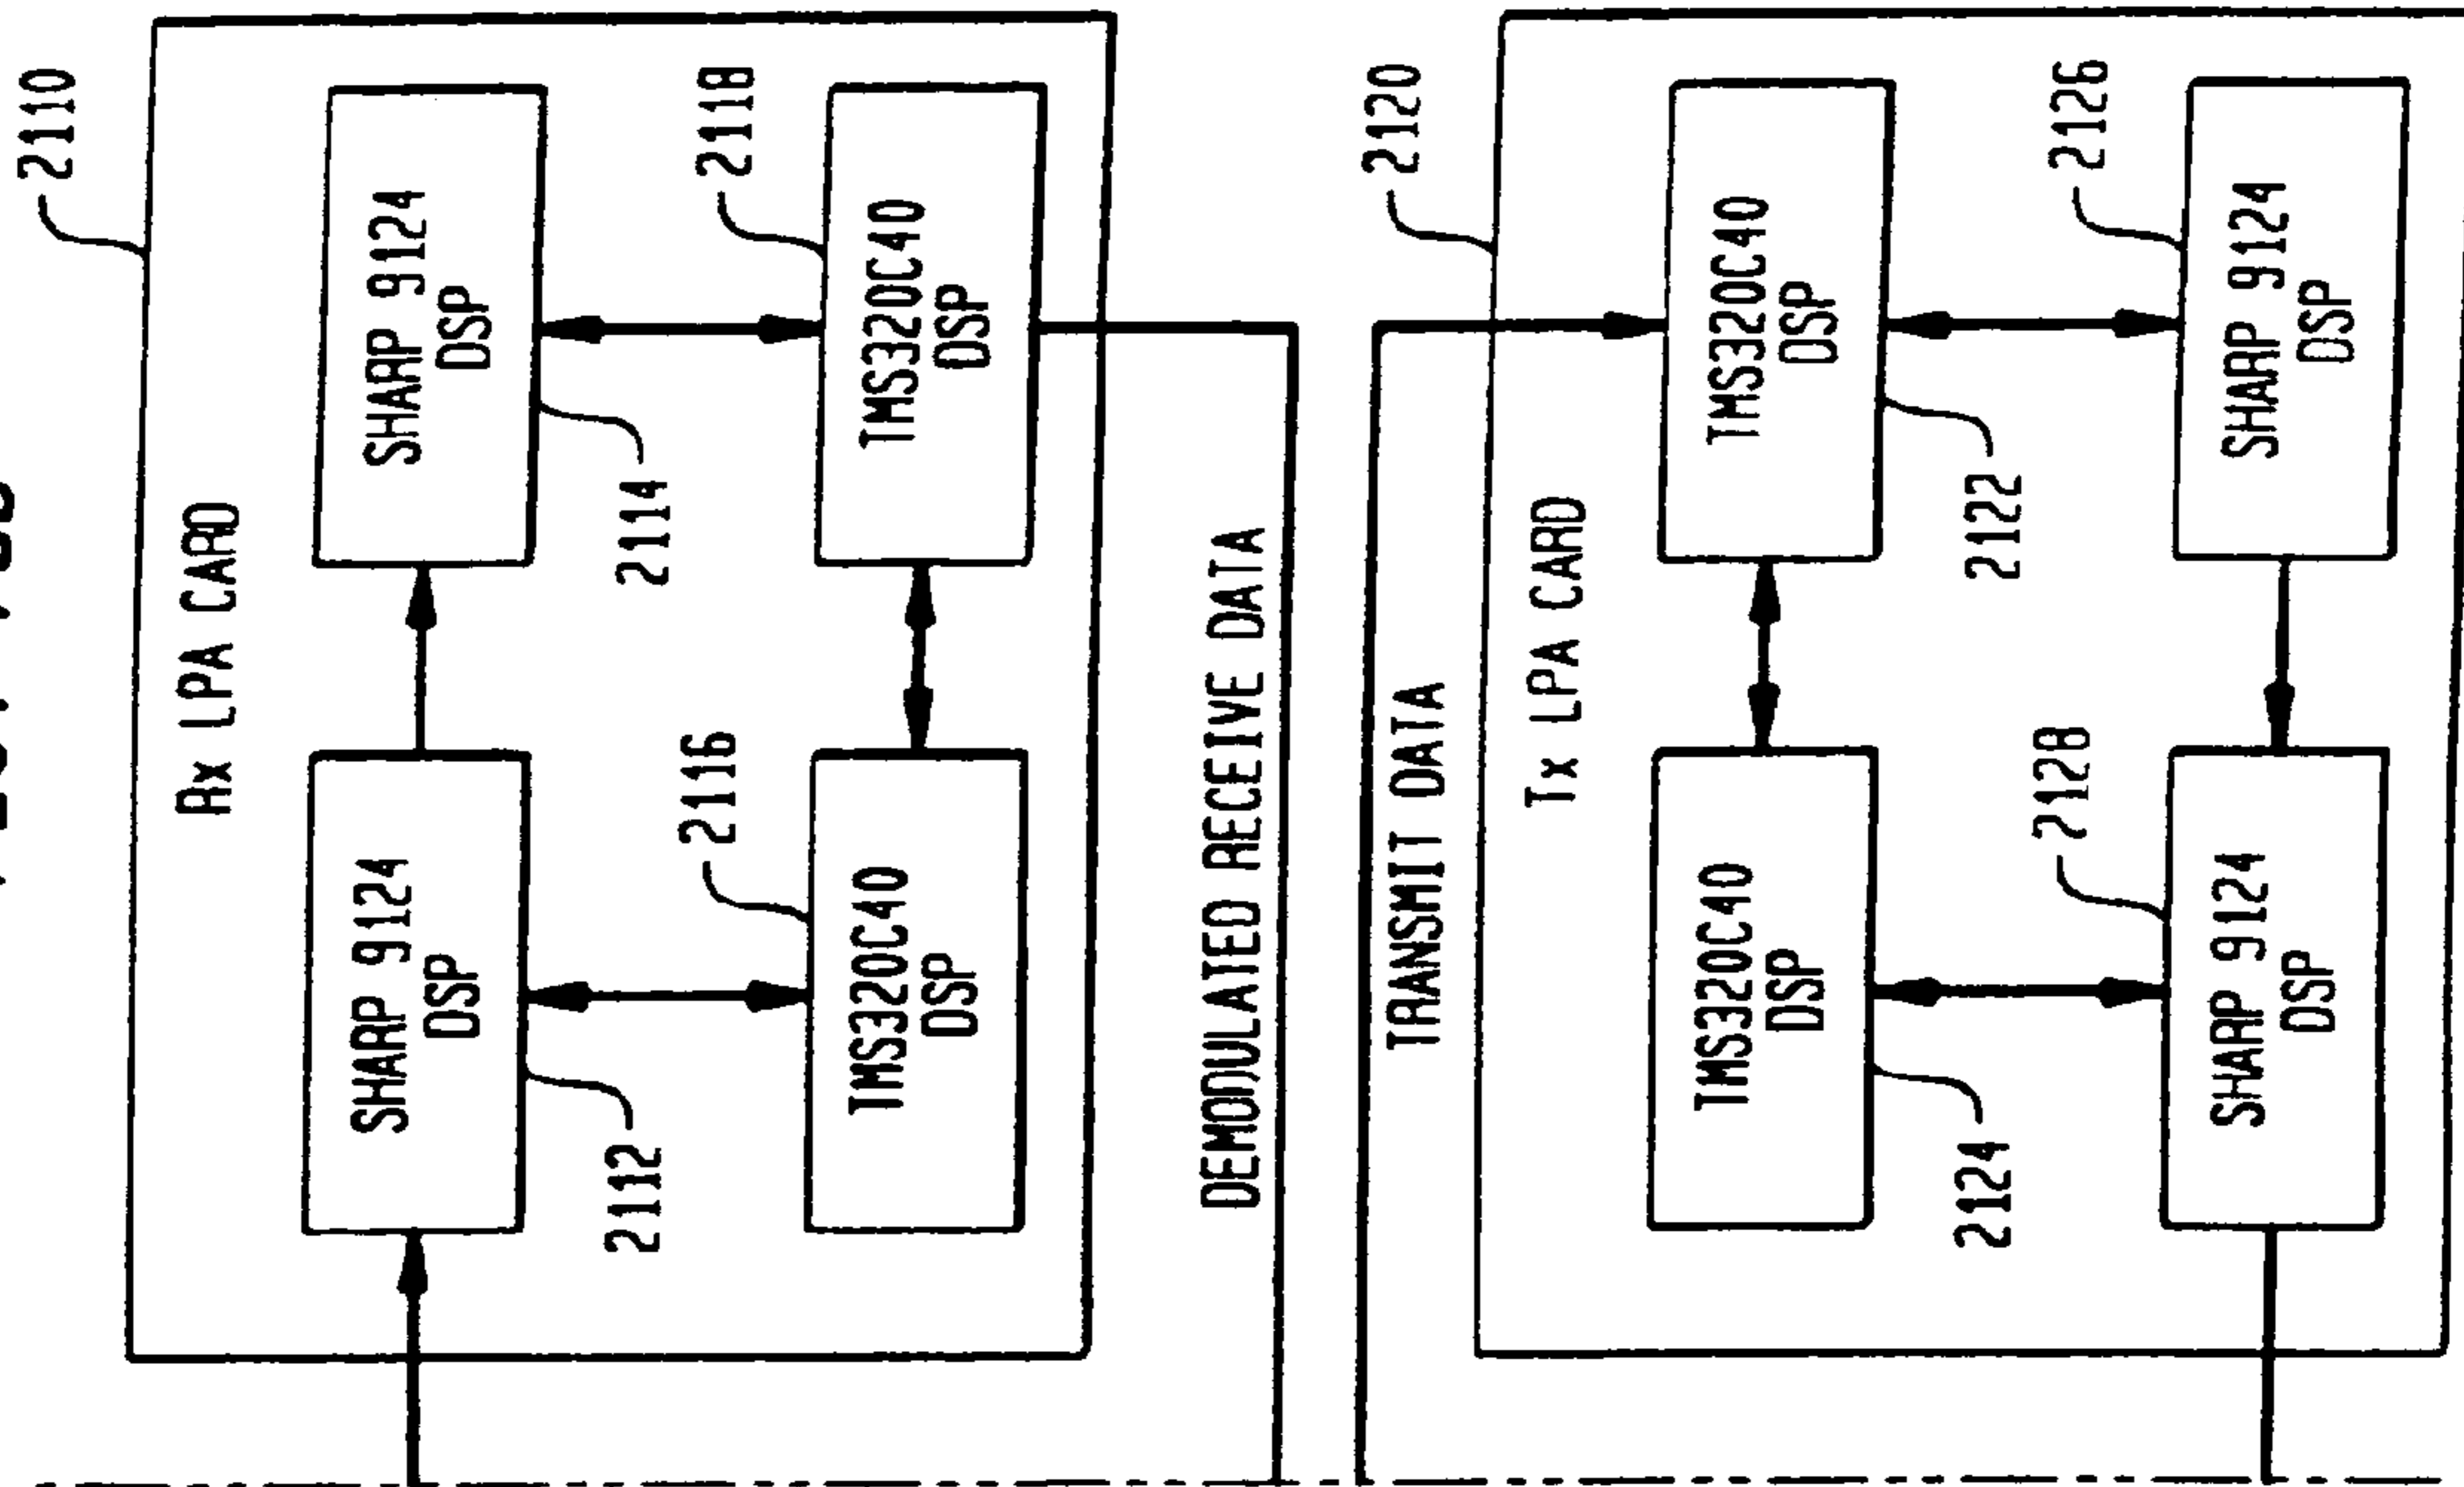 2110
Rx LPA CARD
SHARP 9124
DSP
SHARP 9124
DSP
2112
2114
2116
2118
TMS320C40
DSP
TMS320C40
DSP
DEMODULATED RECEIVE DATA
TRANSMIT DATA
2120
Tx LPA CARD
TMS320C40
DSP
TMS320C40
DSP
2124
2122
2128
2126
SHARP 9124
DSP
SHARP 9124
DSP